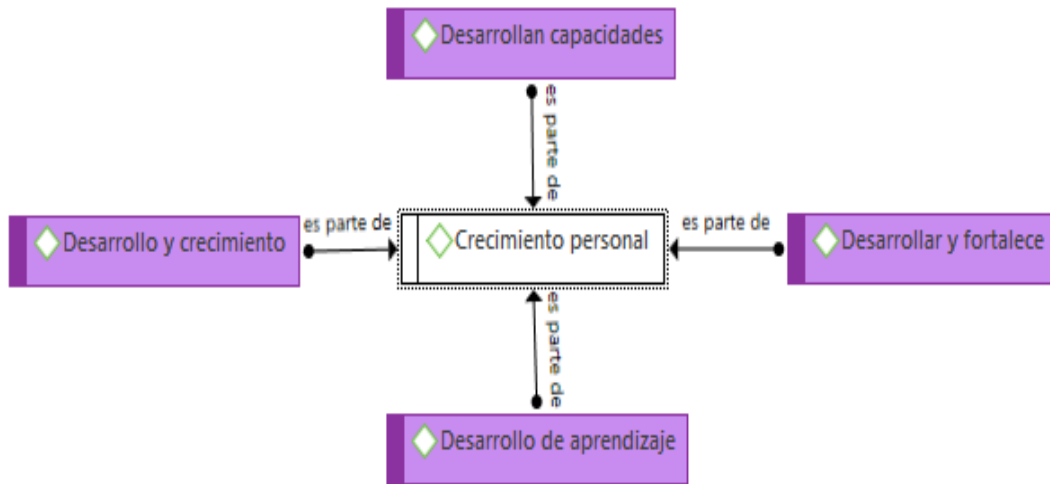 Desarrollan capacidades
es parte de
Desarrollo y crecimiento
es parte de
Crecimiento personal
es parte de
Desarrollar y fortalece
es parte de
Desarrollo de aprendizaje